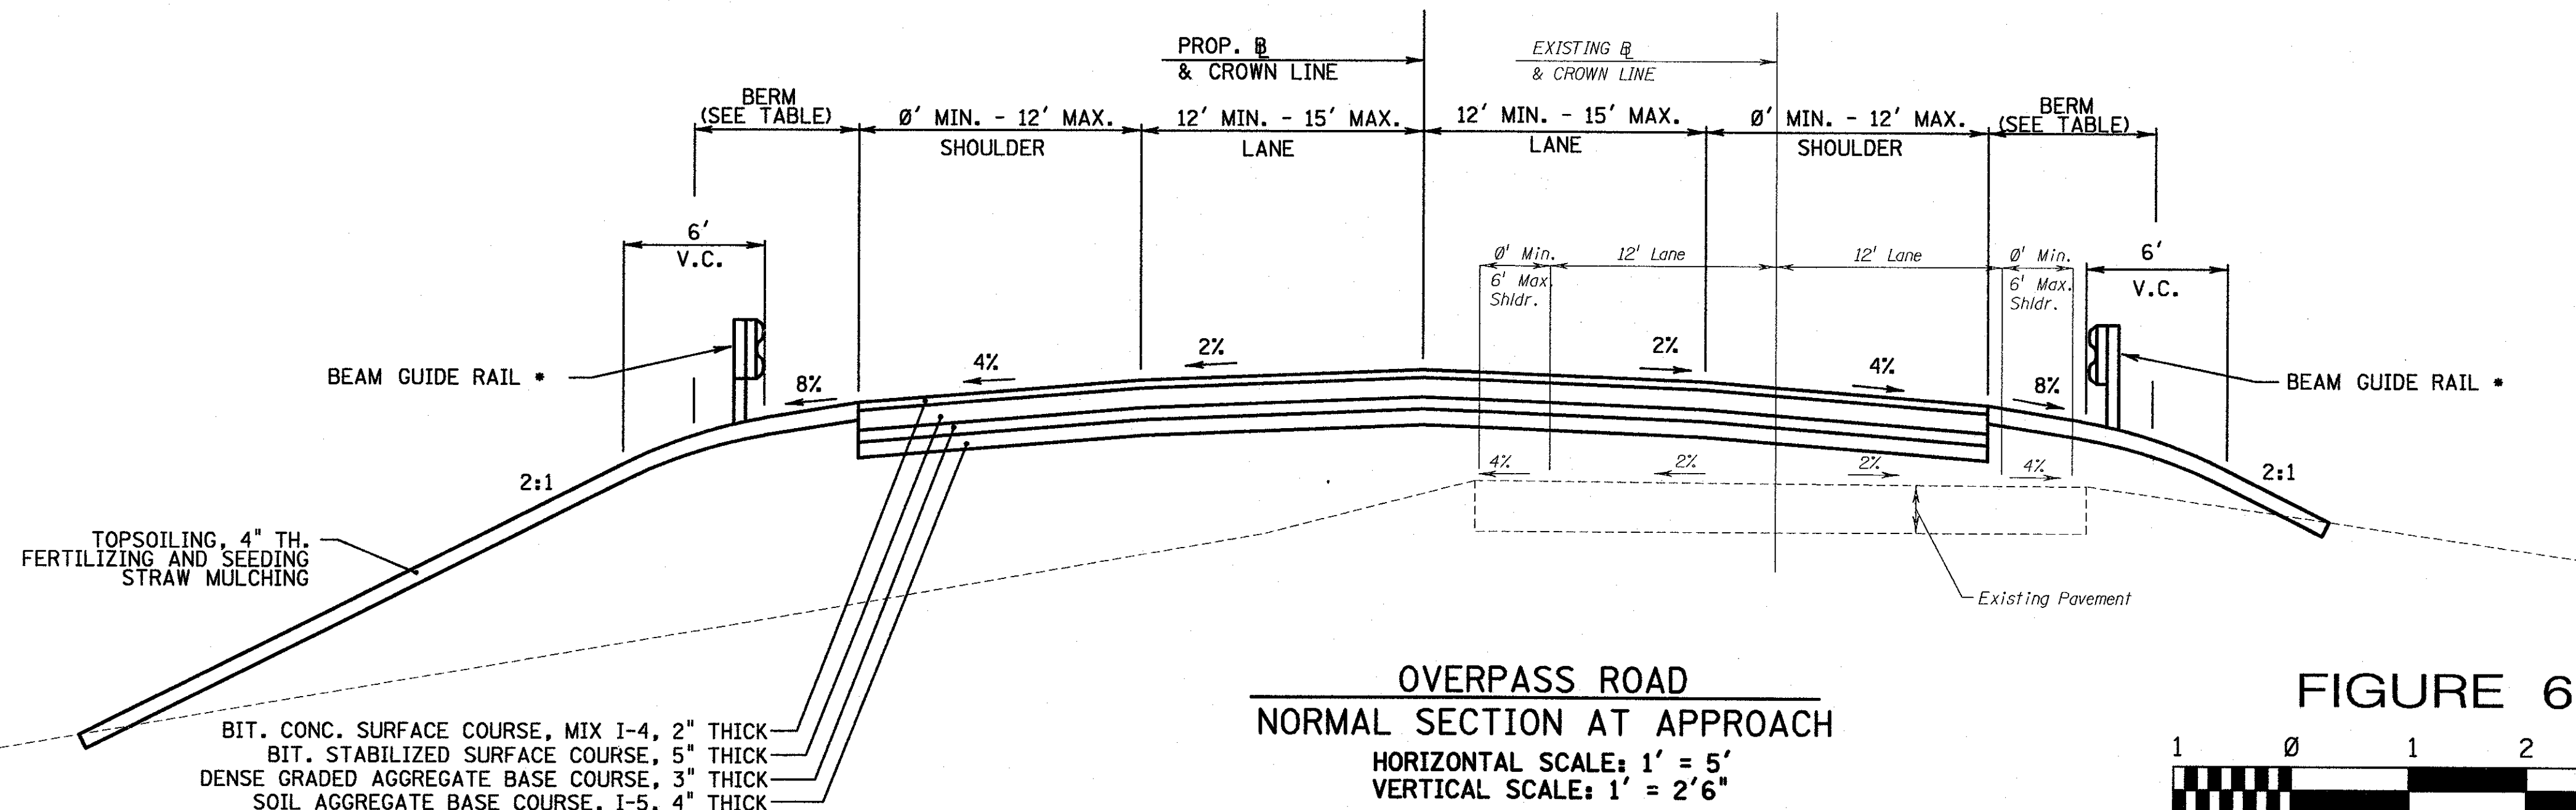 PROP. ℄
& CROWN LINE
EXISTING ℄
& CROWN LINE
BERM
(SEE TABLE)
Ø' MIN. - 12' MAX.
SHOULDER
12' MIN. - 15' MAX.
LANE
12' MIN. - 15' MAX.
LANE
Ø' MIN. - 12' MAX.
SHOULDER
BERM
(SEE TABLE)
6'
V.C.
Ø' Min.
6' Max.
Shldr.
12' Lane
12' Lane
Ø' Min.
6' Max.
Shldr.
6'
V.C.
BEAM GUIDE RAIL *
8%
4%
2%
2%
4%
8%
BEAM GUIDE RAIL *
4%
2%
2%
4%
2:1
2:1
TOPSOILING, 4" TH.
FERTILIZING AND SEEDING
STRAW MULCHING
Existing Pavement
BIT. CONC. SURFACE COURSE, MIX I-4, 2" THICK
BIT. STABILIZED SURFACE COURSE, 5" THICK
DENSE GRADED AGGREGATE BASE COURSE, 3" THICK
SOIL AGGREGATE BASE COURSE, I-5, 4" THICK
OVERPASS ROAD
NORMAL SECTION AT APPROACH
HORIZONTAL SCALE: 1' = 5'
VERTICAL SCALE: 1' = 2'6"
FIGURE 6
1 Ø 1 2